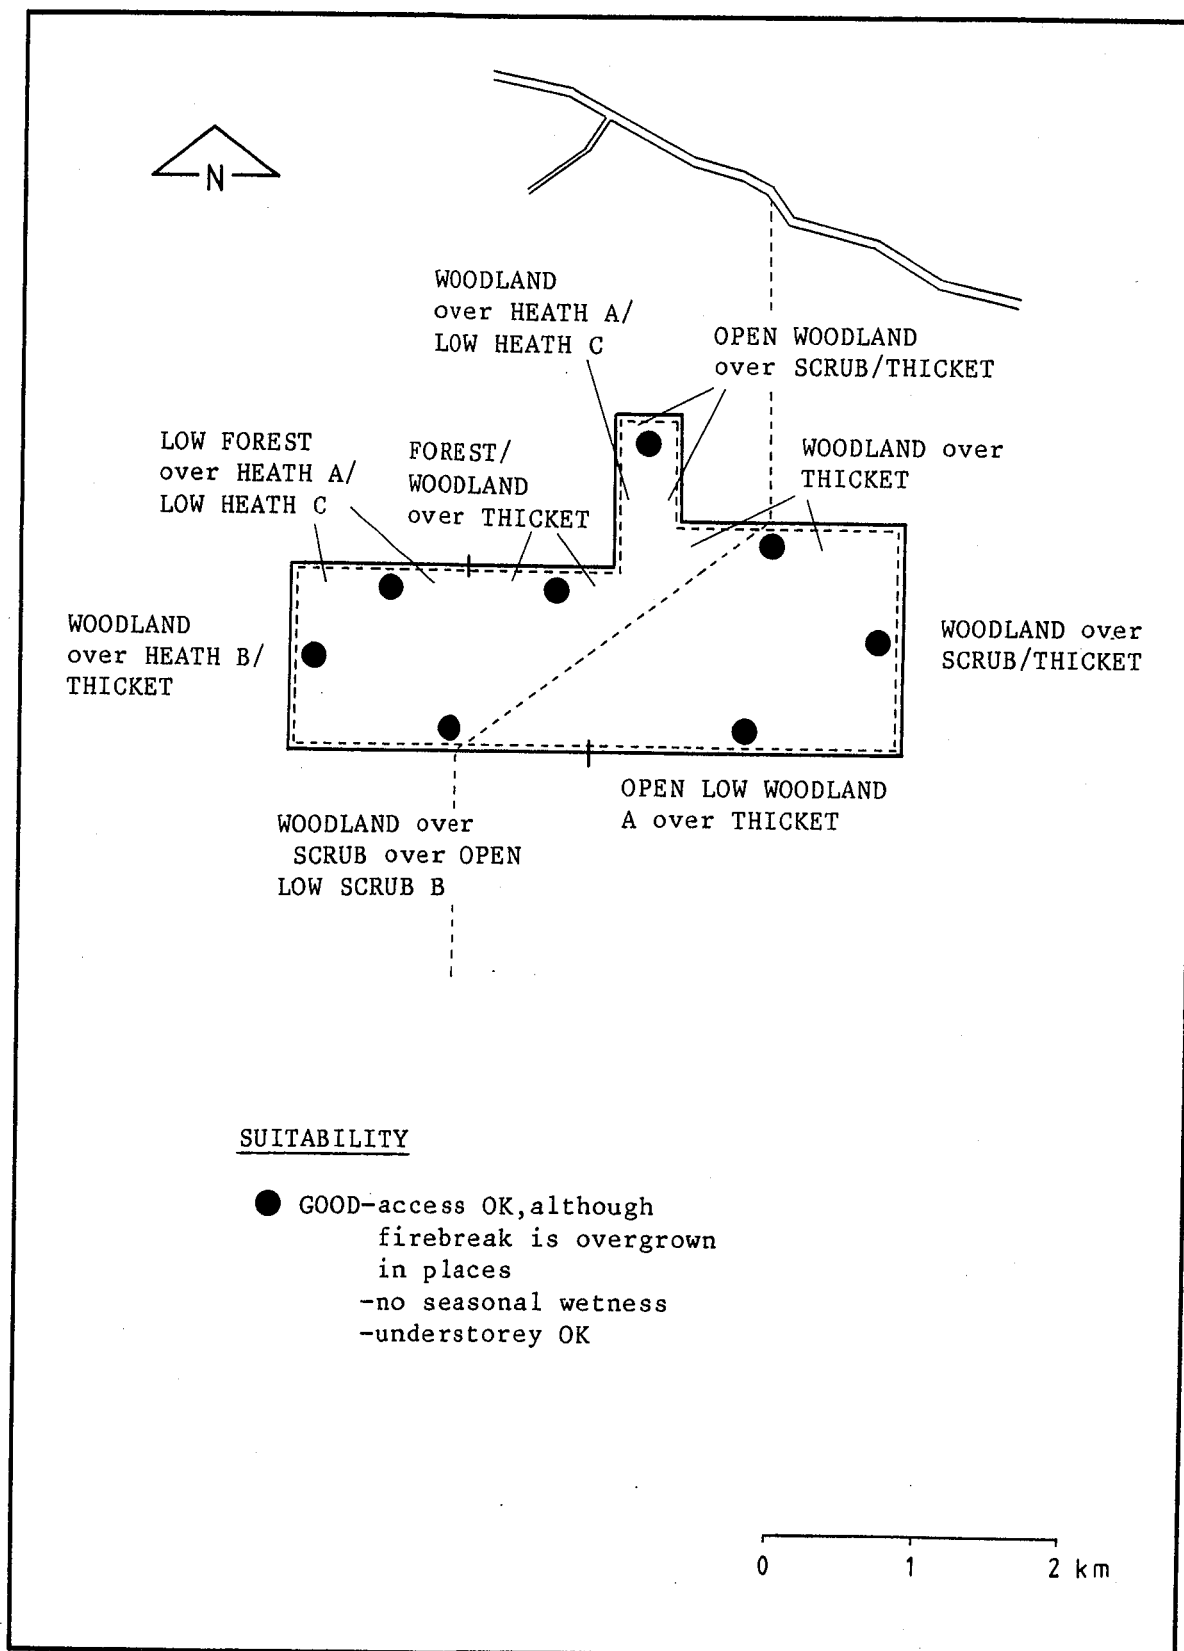 N
WOODLAND
over HEATH A/
LOW HEATH C
OPEN WOODLAND
over SCRUB/THICKET
LOW FOREST
over HEATH A/
LOW HEATH C
FOREST/
WOODLAND
over THICKET
WOODLAND over
THICKET
WOODLAND
over HEATH B/
THICKET
WOODLAND over
SCRUB/THICKET
OPEN LOW WOODLAND
A over THICKET
WOODLAND over
SCRUB over OPEN
LOW SCRUB B
SUITABILITY
GOOD-access OK, although
firebreak is overgrown
in places
-no seasonal wetness
-understorey OK
0 1 2 km